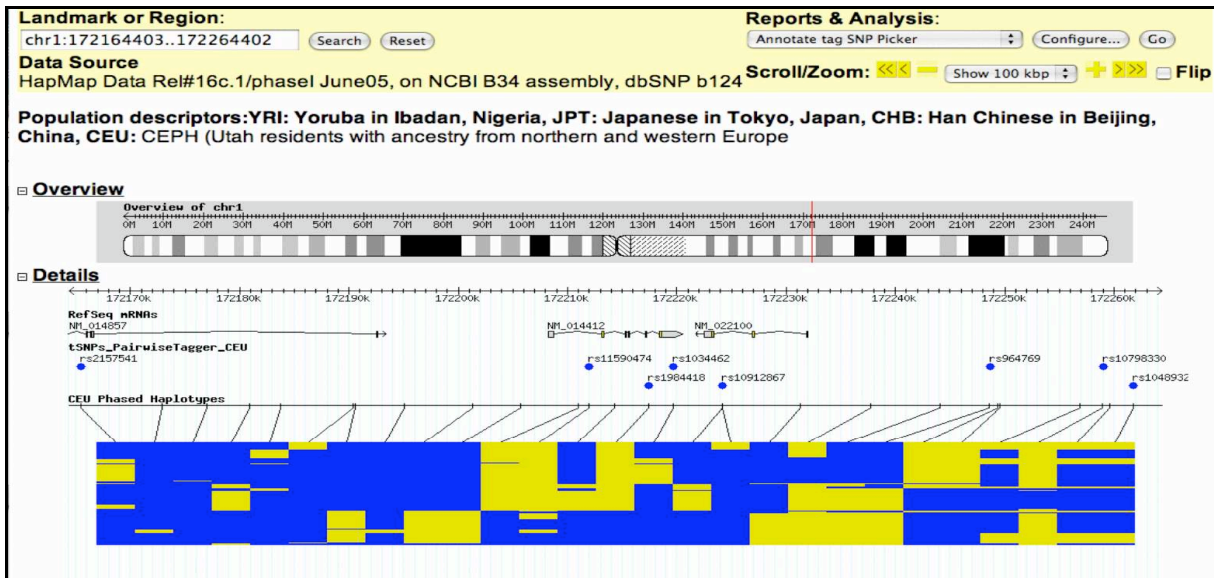 Landmark or Region:
chr1:172164403..172264402 Search Reset
Reports & Analysis:
Annotate tag SNP Picker Configure... Go
Data Source
HapMap Data Rel#16c.1/phaseI June05, on NCBI B34 assembly, dbSNP b124
Scroll/Zoom: << < − Show 100 kbp + > >> Flip
Population descriptors:YRI: Yoruba in Ibadan, Nigeria, JPT: Japanese in Tokyo, Japan, CHB: Han Chinese in Beijing,
China, CEU: CEPH (Utah residents with ancestry from northern and western Europe
Overview
Overview of chr1
0M 10M 20M 30M 40M 50M 60M 70M 80M 90M 100M 110M 120M 130M 140M 150M 160M 170M 180M 190M 200M 210M 220M 230M 240M
Details
172170k 172180k 172190k 172200k 172210k 172220k 172230k 172240k 172250k 172260k
RefSeq mRNAs
NM_014857 NM_014412 NM_022100
tSNPs_PairwiseTagger_CEU
rs2157541 rs11590474 rs1034462 rs964769 rs10798330
rs1984418 rs10912867 rs1048932
CEU Phased Haplotypes